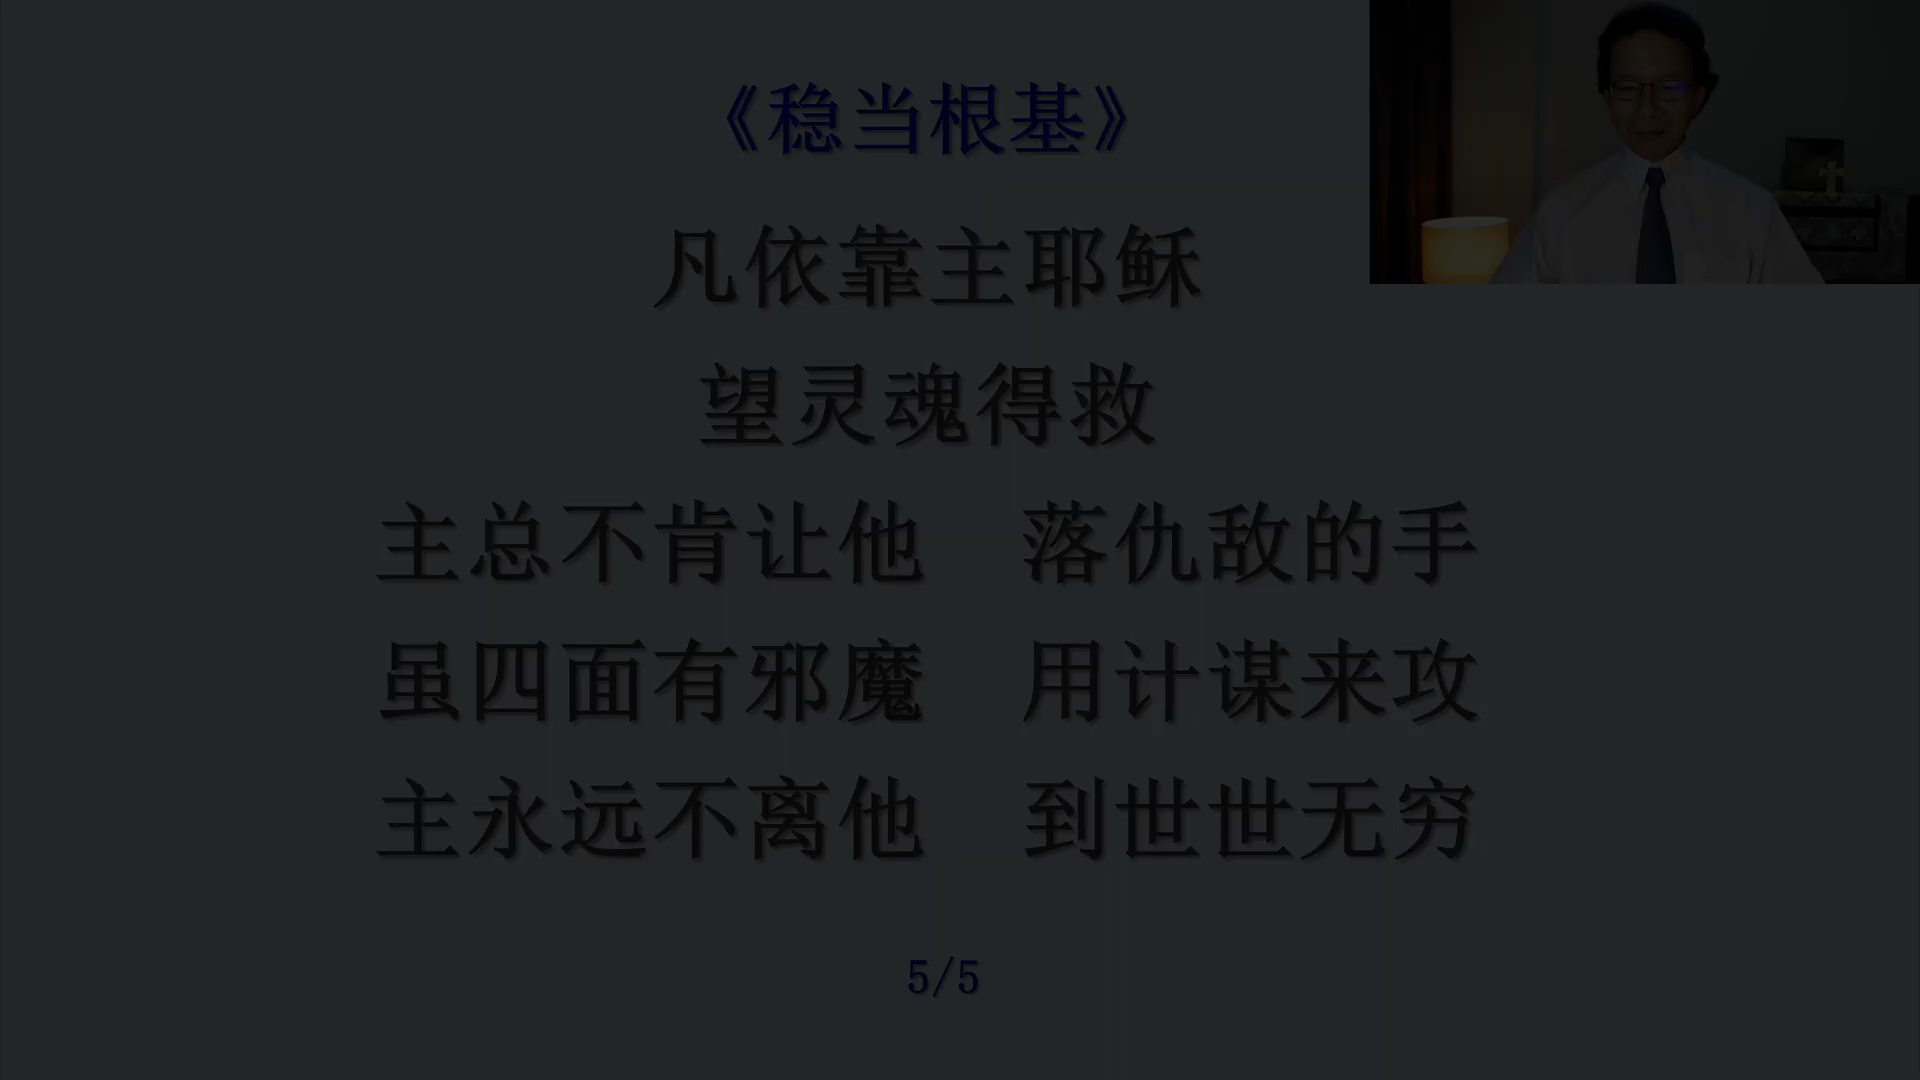 《稳当根基》
凡依靠主耶稣
望灵魂得救
主总不肯让他　落仇敌的手
虽四面有邪魔　用计谋来攻
主永远不离他　到世世无穷
5/5